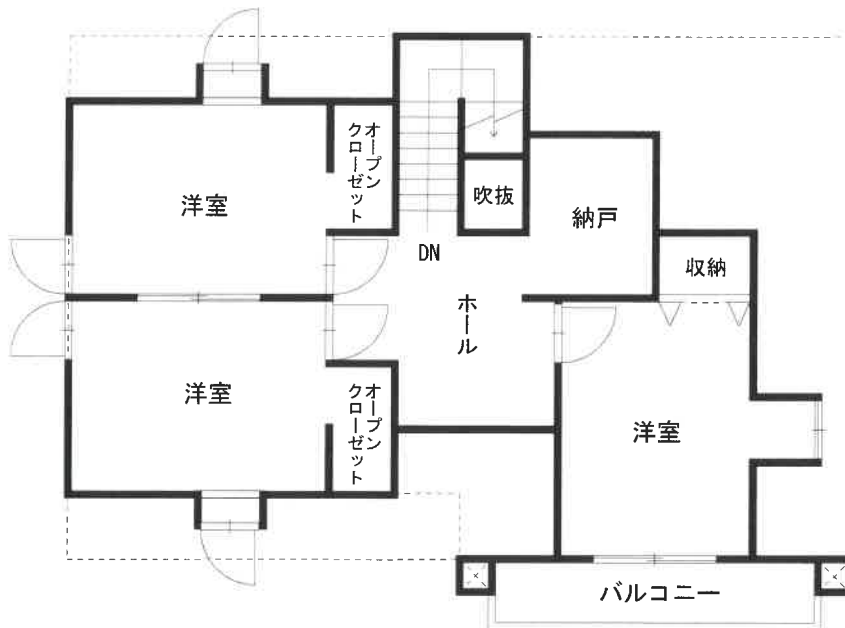 オープン
クローゼット
洋室
吹抜
納戸
DN
収納
ホール
洋室
オープン
クローゼット
洋室
バルコニー